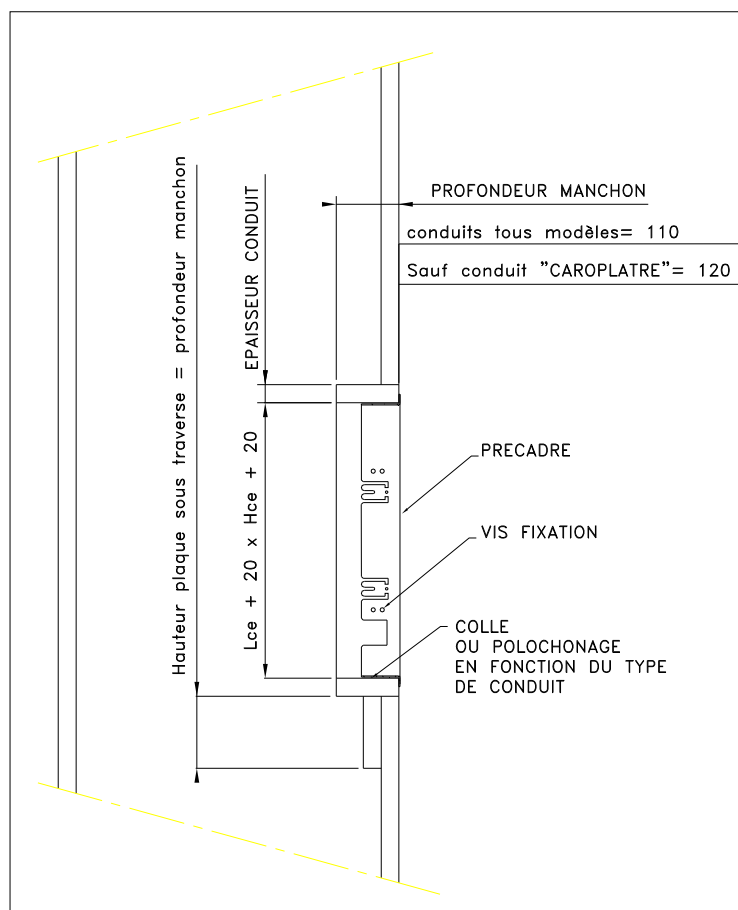 PROFONDEUR MANCHON
conduits tous modèles= 110
Sauf conduit "CAROPLATRE"= 120
Hauteur plaque sous traverse = profondeur manchon
EPAISSEUR CONDUIT
Lce + 20 x Hce + 20
PRECADRE
VIS FIXATION
COLLE
OU POLOCHONAGE
EN FONCTION DU TYPE
DE CONDUIT